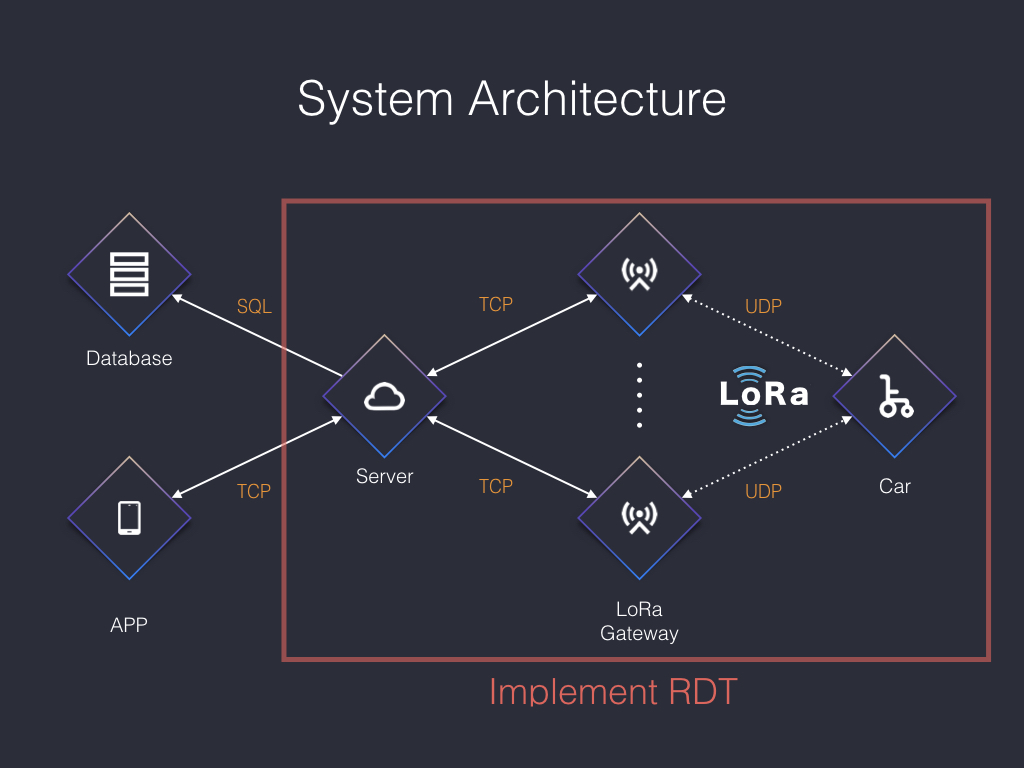 System Architecture
SQL
TCP
UDP
Database
LoRa
Server
TCP
TCP
UDP
Car
APP
LoRa
Gateway
Implement RDT